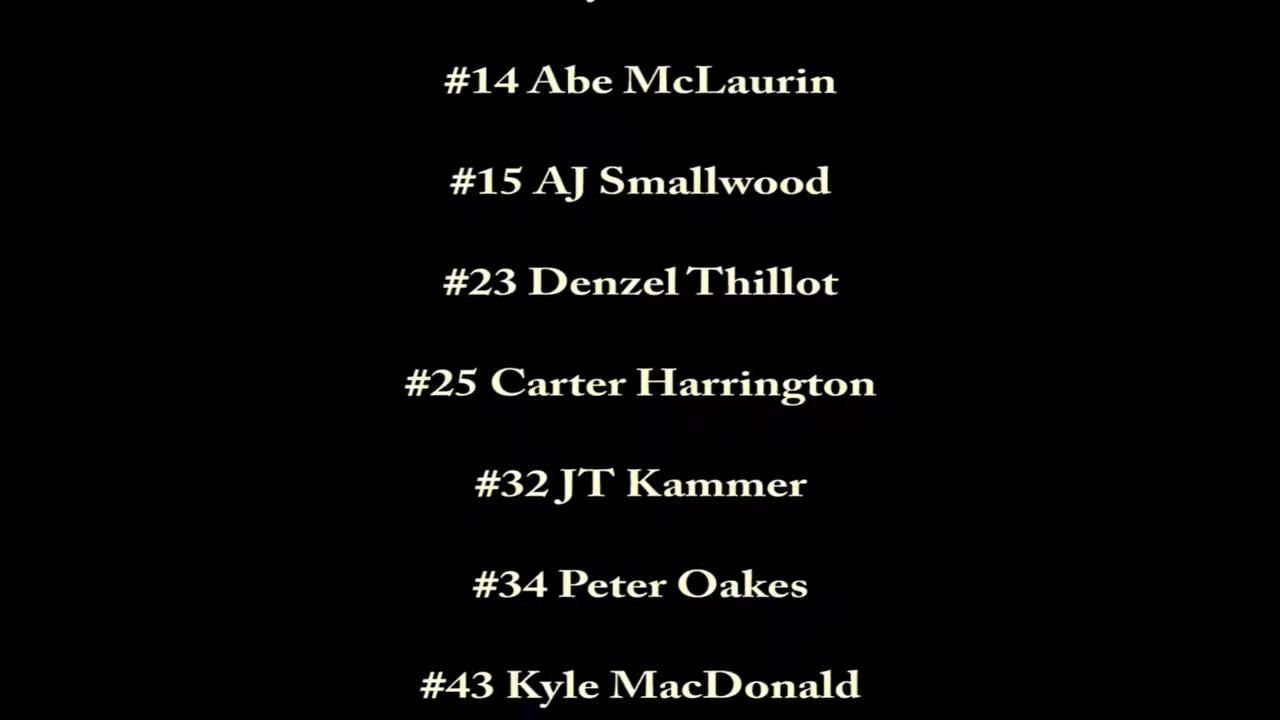 #14 Abe McLaurin
#15 AJ Smallwood
#23 Denzel Thillot
#25 Carter Harrington
#32 JT Kammer
#34 Peter Oakes
#43 Kyle MacDonald